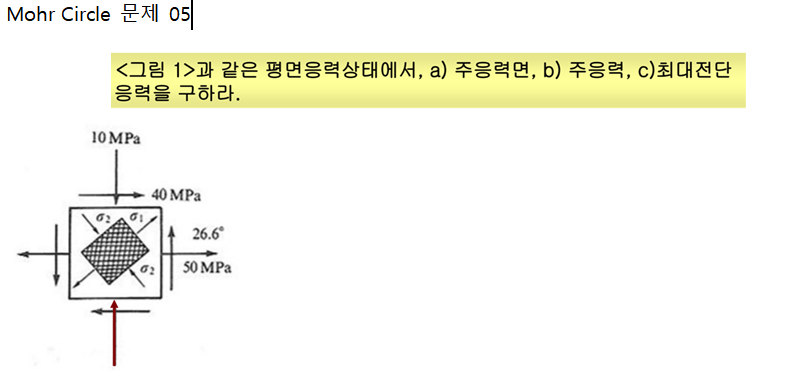 Mohr Circle 문제 05
<그림 1>과 같은 평면응력상태에서, a) 주응력면, b) 주응력, c)최대전단
응력을 구하라.
10 MPa
40 MPa
σ2 σ1
26.6°
σ2 50 MPa